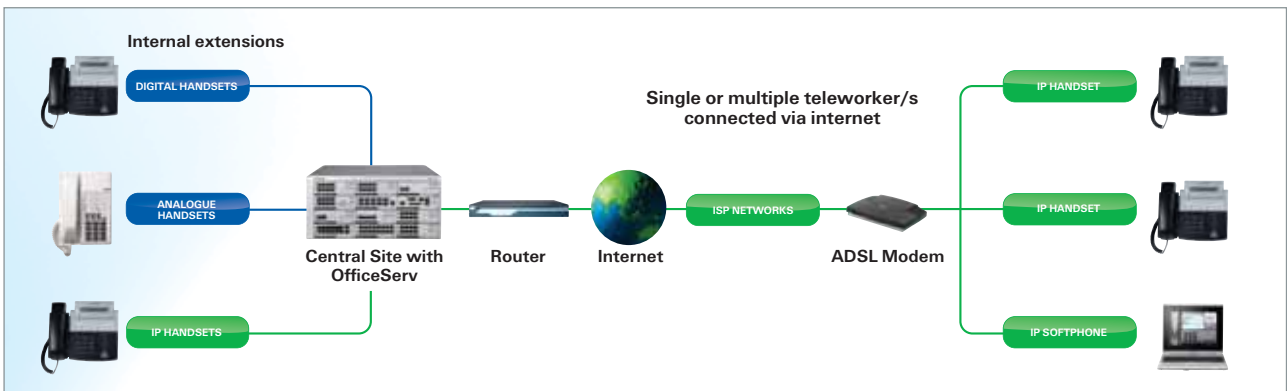 Internal extensions
DIGITAL HANDSETS
ANALOGUE
HANDSETS
IP HANDSETS
Central Site with
OfficeServ
Router
Internet
Single or multiple teleworker/s
connected via internet
ISP NETWORKS
ADSL Modem
IP HANDSET
IP HANDSET
IP SOFTPHONE